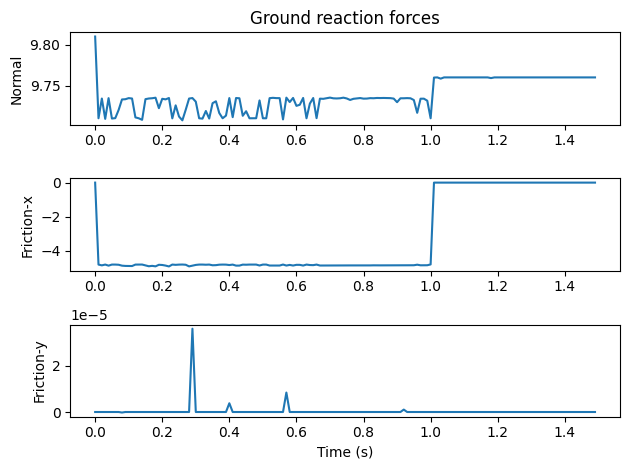 Ground reaction forces
Normal
9.80
9.75
0.0 0.2 0.4 0.6 0.8 1.0 1.2 1.4
Friction-x
0
−2
−4
0.0 0.2 0.4 0.6 0.8 1.0 1.2 1.4
1e−5
Friction-y
2
0
0.0 0.2 0.4 0.6 0.8 1.0 1.2 1.4
Time (s)